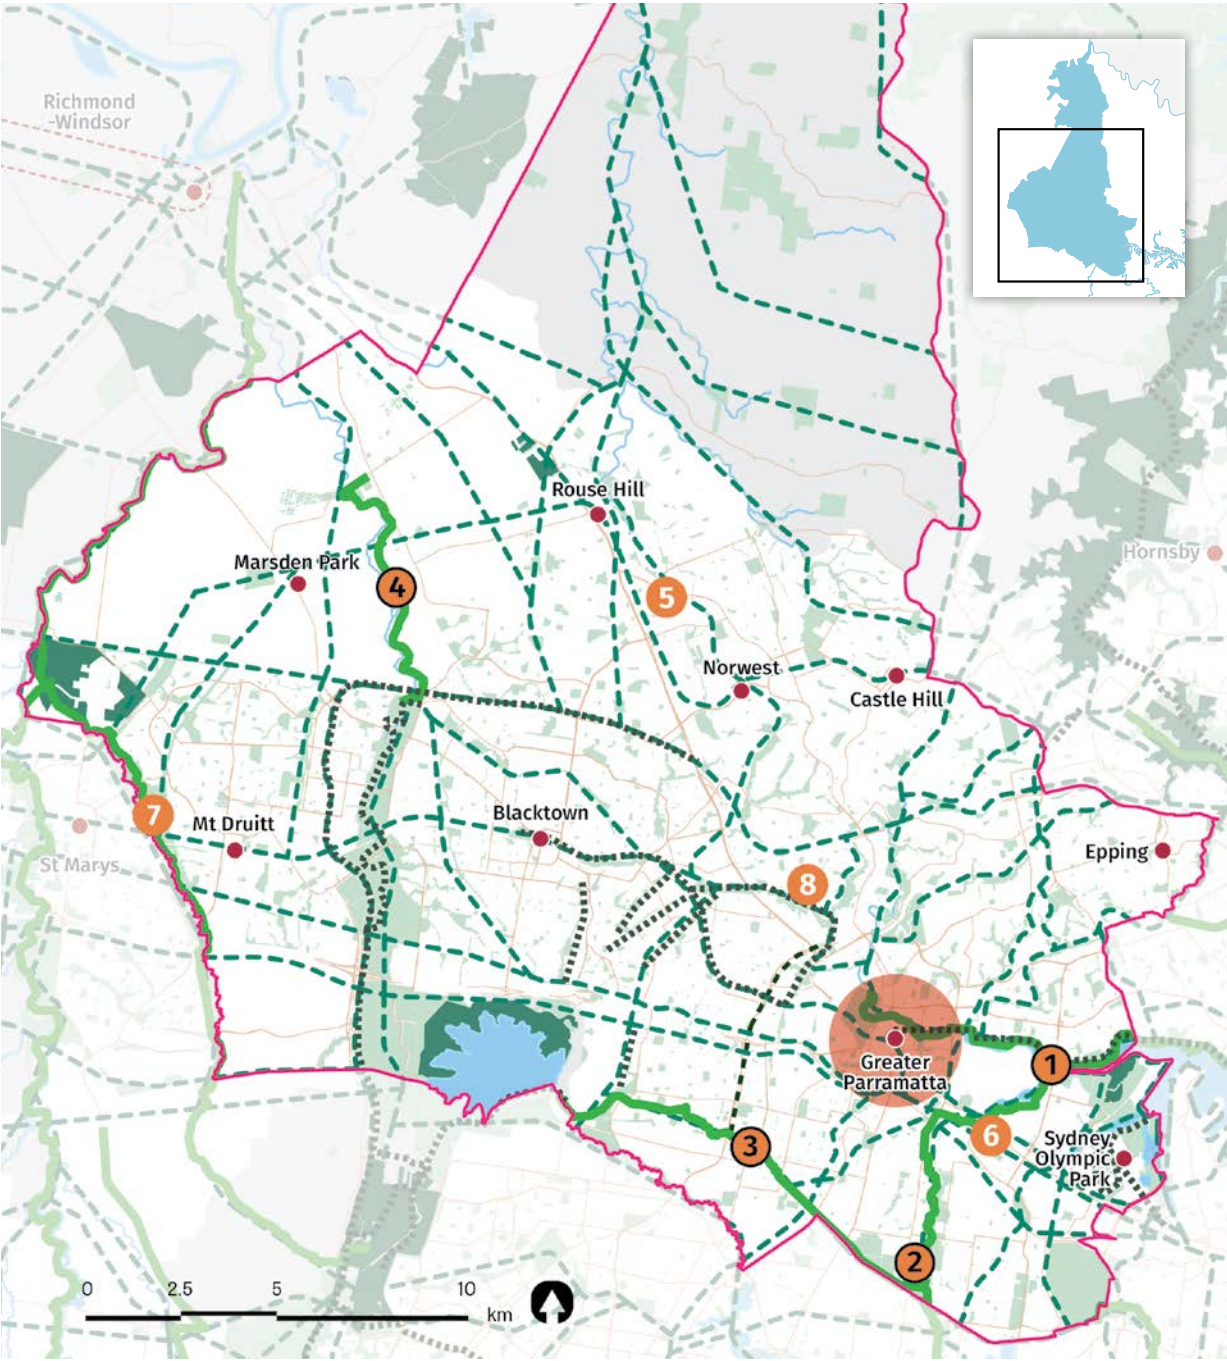 Richmond
-Windsor
Rouse Hill
Marsden Park
4
5
Hornsby
Norwest
Castle Hill
7
Mt Druitt
Blacktown
St Marys
Epping
8
Greater
Parramatta
1
6
Sydney
Olympic
Park
3
2
0 2.5 5 10
km